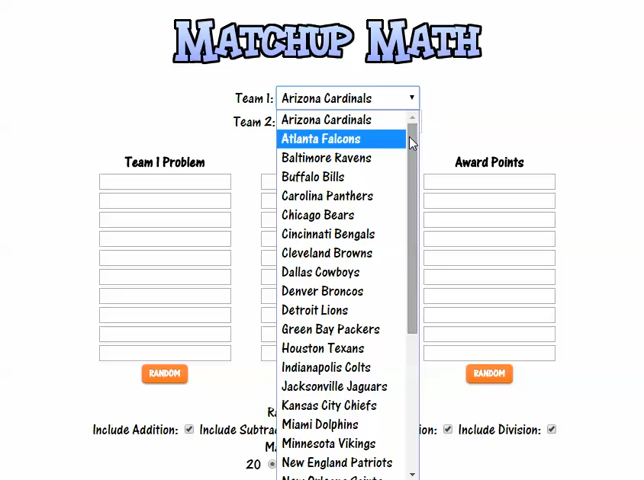 MATCHUP MATH
Team 1: Arizona Cardinals
Team 2:
Arizona Cardinals
Atlanta Falcons
Baltimore Ravens
Buffalo Bills
Carolina Panthers
Chicago Bears
Cincinnati Bengals
Cleveland Browns
Dallas Cowboys
Denver Broncos
Detroit Lions
Green Bay Packers
Houston Texans
Indianapolis Colts
Jacksonville Jaguars
Kansas City Chiefs
Miami Dolphins
Minnesota Vikings
New England Patriots
Team 1 Problem
Award Points
RANDOM
RANDOM
Include Addition: Include Include Division:
20